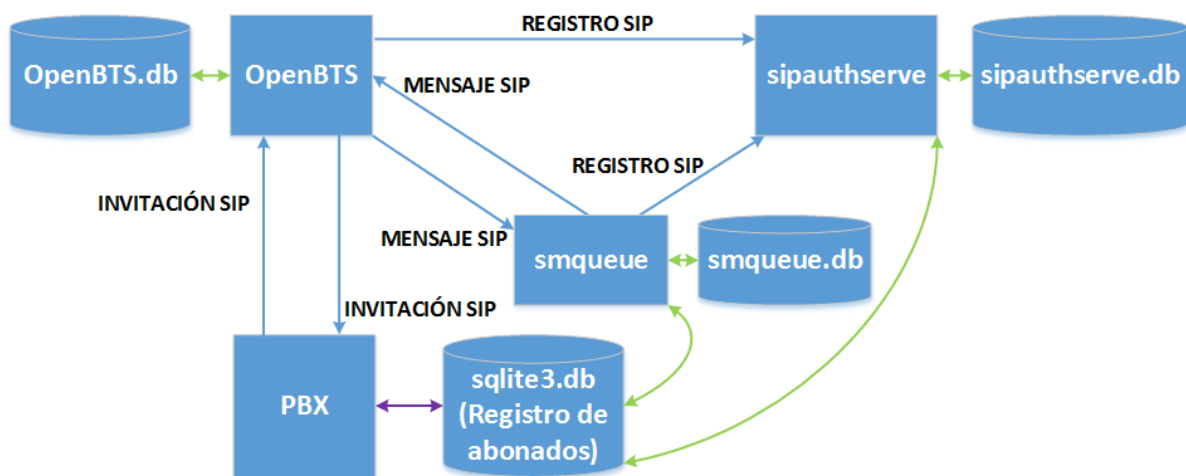 REGISTRO SIP
OpenBTS.db
OpenBTS
sipauthserve
sipauthserve.db
MENSAJE SIP
REGISTRO SIP
INVITACIÓN SIP
MENSAJE SIP
smqueue
smqueue.db
INVITACIÓN SIP
PBX
sqlite3.db
(Registro de
abonados)